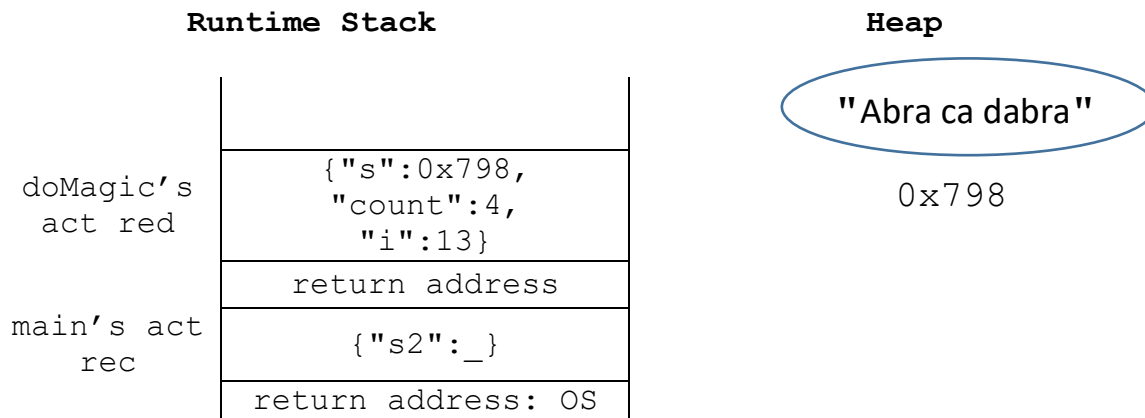 Runtime Stack
Heap
"Abra ca dabra"
0x798
doMagic’s
act red
{"s":0x798,
"count":4,
"i":13}
return address
main’s act
rec
{"s2":_}
return address: OS